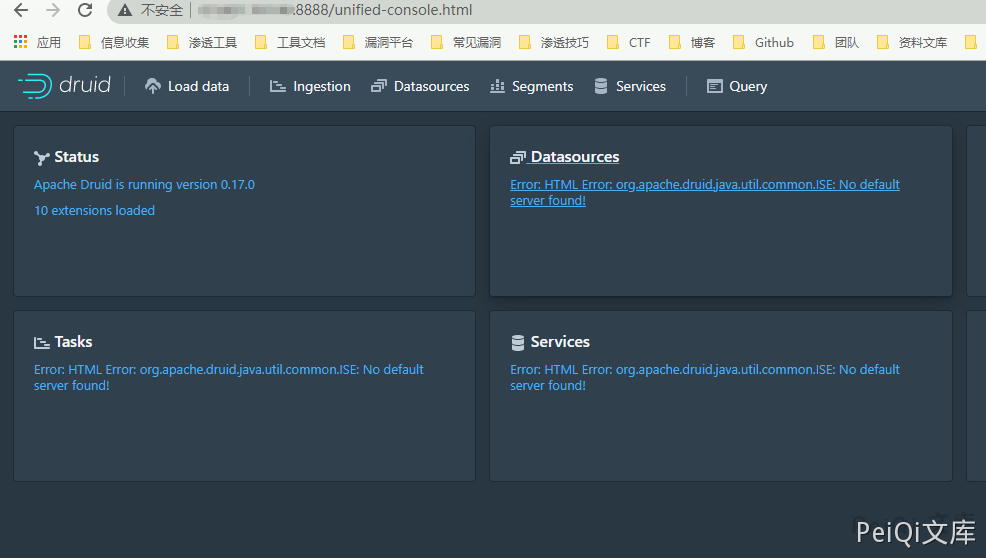 不安全 :8888/unified-console.html
应用 信息收集 渗透工具 工具文档 漏洞平台 常见漏洞 渗透技巧 CTF 博客 Github 团队 资料文库
druid Load data Ingestion Datasources Segments Services Query
Status
Apache Druid is running version 0.17.0
10 extensions loaded
Datasources
Error: HTML Error: org.apache.druid.java.util.common.ISE: No default
server found!
Tasks
Error: HTML Error: org.apache.druid.java.util.common.ISE: No default
server found!
Services
Error: HTML Error: org.apache.druid.java.util.common.ISE: No default
server found!
PeiQi文库